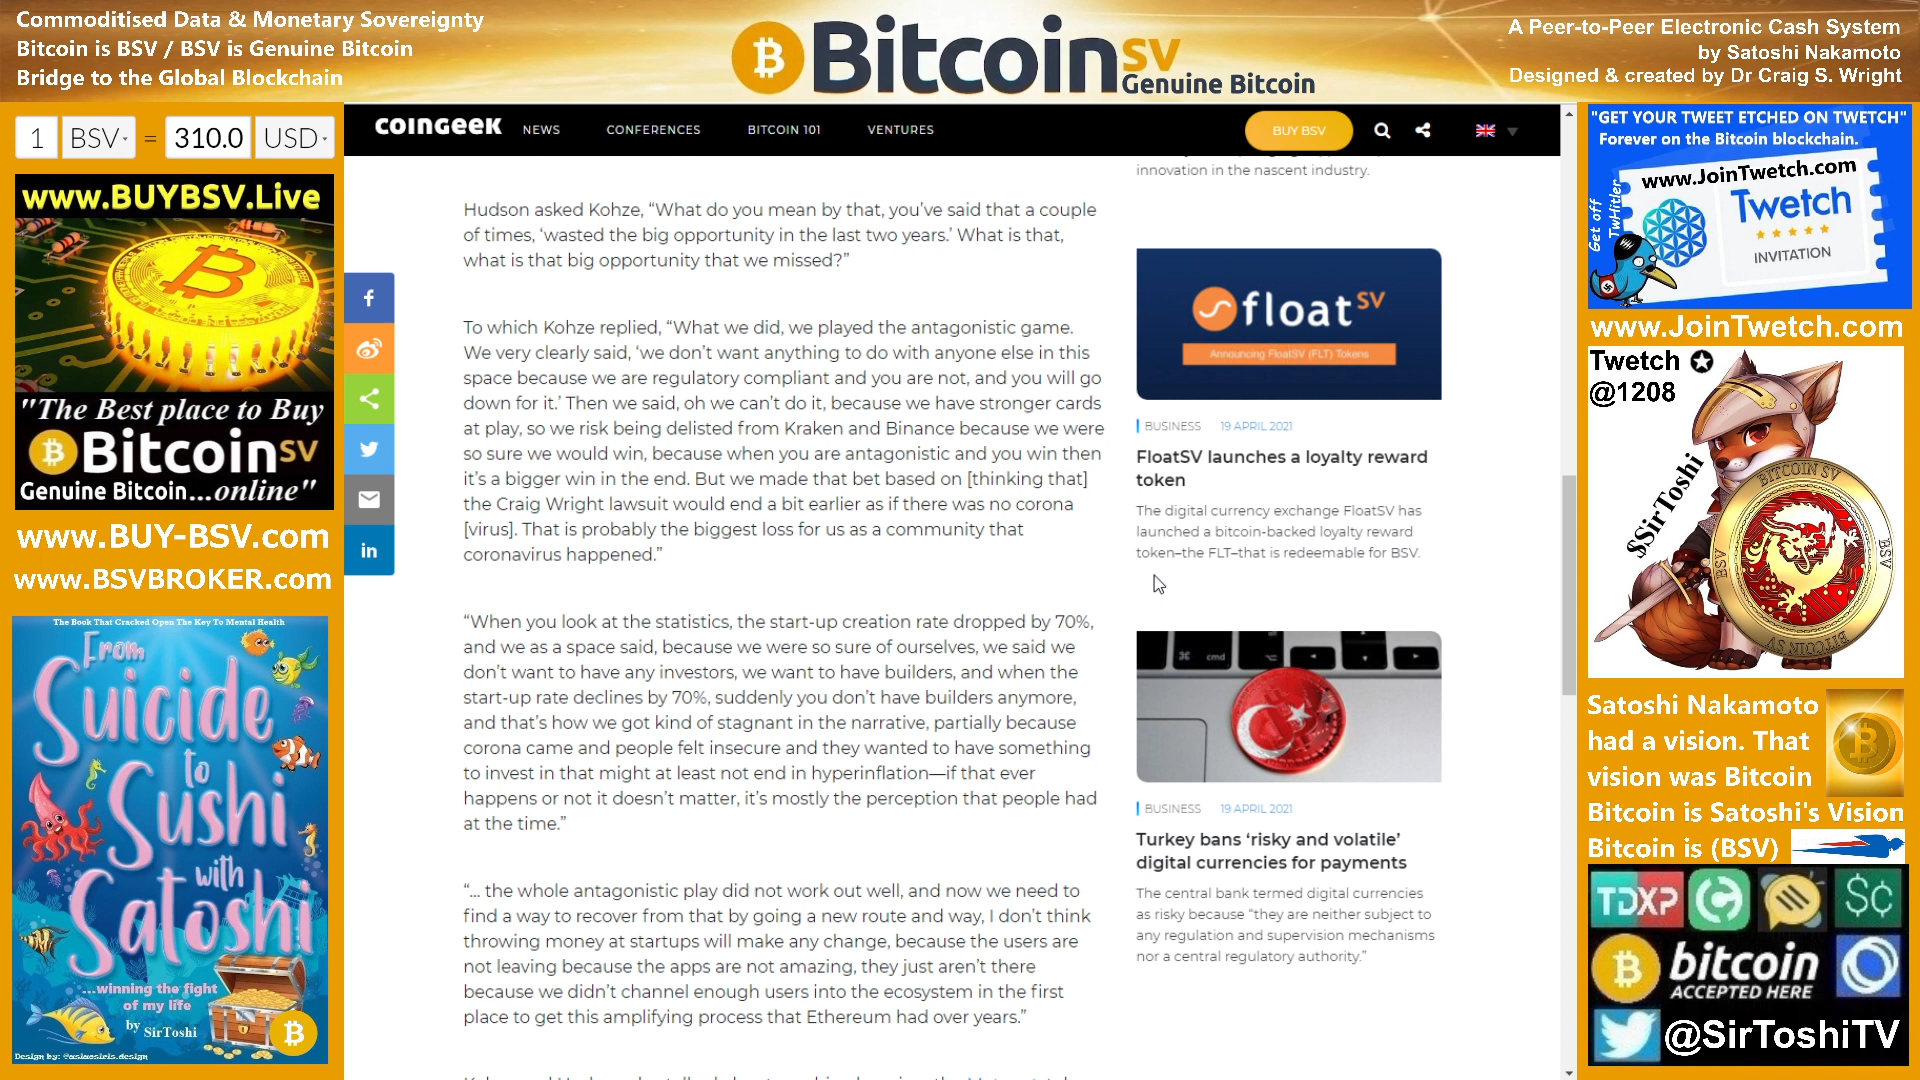 Commoditised Data & Monetary Sovereignty
Bitcoin is BSV / BSV is Genuine Bitcoin
Bridge to the Global Blockchain
BitcoinSV
Genuine Bitcoin
A Peer-to-Peer Electronic Cash System
by Satoshi Nakamoto
Designed & created by Dr Craig S. Wright
1 BSV = 310.0 USD
www.BUYBSV.Live
"The Best place to Buy
BitcoinSV
Genuine Bitcoin...online"
www.BUY-BSV.com
www.BSVBROKER.com
The Book That Cracked Open The Key To Mental Health
From
Suicide
to
Sushi
with
Satoshi
...winning the fight
of my life
by SirToshi
Design by: @asimasiels.design
COINGEEK NEWS CONFERENCES BITCOIN 101 VENTURES BUY BSV
Hudson asked Kohze, “What do you mean by that, you’ve said that a couple
of times, ‘wasted the big opportunity in the last two years.’ What is that,
what is that big opportunity that we missed?”
To which Kohze replied, “What we did, we played the antagonistic game.
We very clearly said, ‘we don’t want anything to do with anyone else in this
space because we are regulatory compliant and you are not, and you will go
down for it.’ Then we said, oh we can’t do it, because we have stronger cards
at play, so we risk being delisted from Kraken and Binance because we were
so sure we would win, because when you are antagonistic and you win then
it’s a bigger win in the end. But we made that bet based on [thinking that]
the Craig Wright lawsuit would end a bit earlier as if there was no corona
[virus]. That is probably the biggest loss for us as a community that
coronavirus happened.”
“When you look at the statistics, the start-up creation rate dropped by 70%,
and we as a space said, because we were so sure of ourselves, we said we
don’t want to have any investors, we want to have builders, and when the
start-up rate declines by 70%, suddenly you don’t have builders anymore,
and that’s how we got kind of stagnant in the narrative, partially because
corona came and people felt insecure and they wanted to have something
to invest in that might at least not end in hyperinflation—if that ever
happens or not it doesn’t matter, it’s mostly the perception that people had
at the time.”
“… the whole antagonistic play did not work out well, and now we need to
find a way to recover from that by going a new route and way, I don’t think
throwing money at startups will make any change, because the users are
not leaving because the apps are not amazing, they just aren’t there
because we didn’t channel enough users into the ecosystem in the first
place to get this amplifying process that Ethereum had over years.”
innovation in the nascent industry.
float SV
Announcing FloatSV (FLT) Tokens
BUSINESS 19 APRIL 2021
FloatSV launches a loyalty reward
token
The digital currency exchange FloatSV has
launched a bitcoin-backed loyalty reward
token–the FLT–that is redeemable for BSV.
cmd
BUSINESS 19 APRIL 2021
Turkey bans ‘risky and volatile’
digital currencies for payments
The central bank termed digital currencies
as risky because “they are neither subject to
any regulation and supervision mechanisms
nor a central regulatory authority.”
"GET YOUR TWEET ETCHED ON TWETCH"
Forever on the Bitcoin blockchain.
www.JoinTwetch.com
Twetch
INVITATION
Get off
TwHitler
www.JoinTwetch.com
Twetch
@1208
$SirToshi
BITCOIN SV
BSV
BSV
BITCOIN SV
Satoshi Nakamoto
had a vision. That
vision was Bitcoin
Bitcoin is Satoshi's Vision
Bitcoin is (BSV)
TDXP
$¢
bitcoin
ACCEPTED HERE
@SirToshiTV